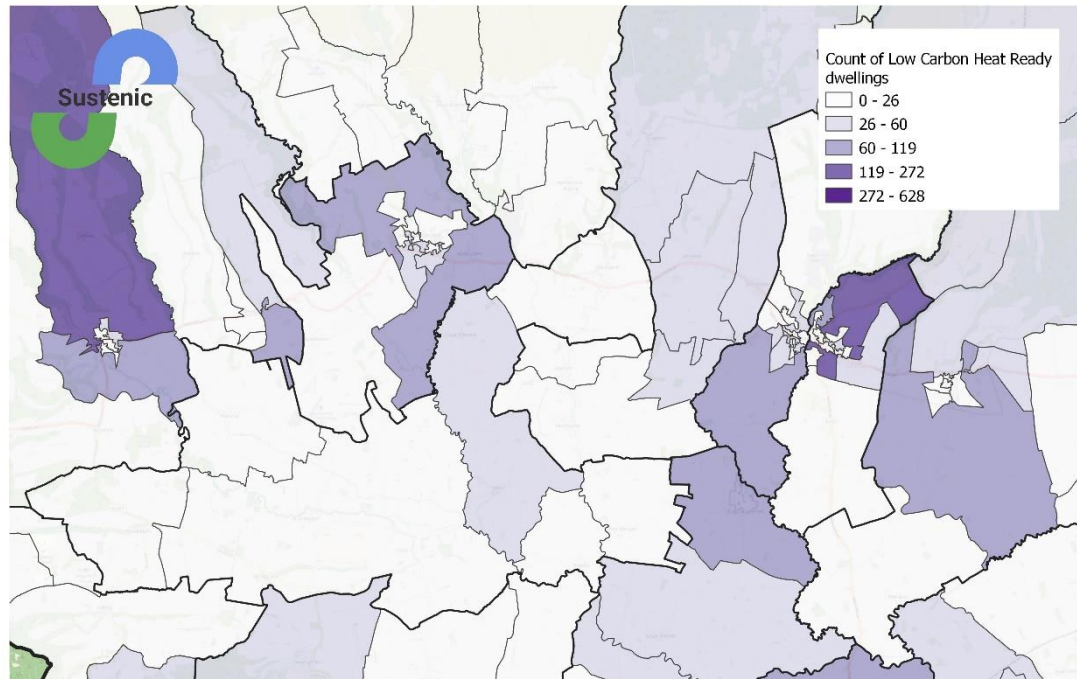 Sustenic
Count of Low Carbon Heat Ready
dwellings
0 - 26
26 - 60
60 - 119
119 - 272
272 - 628